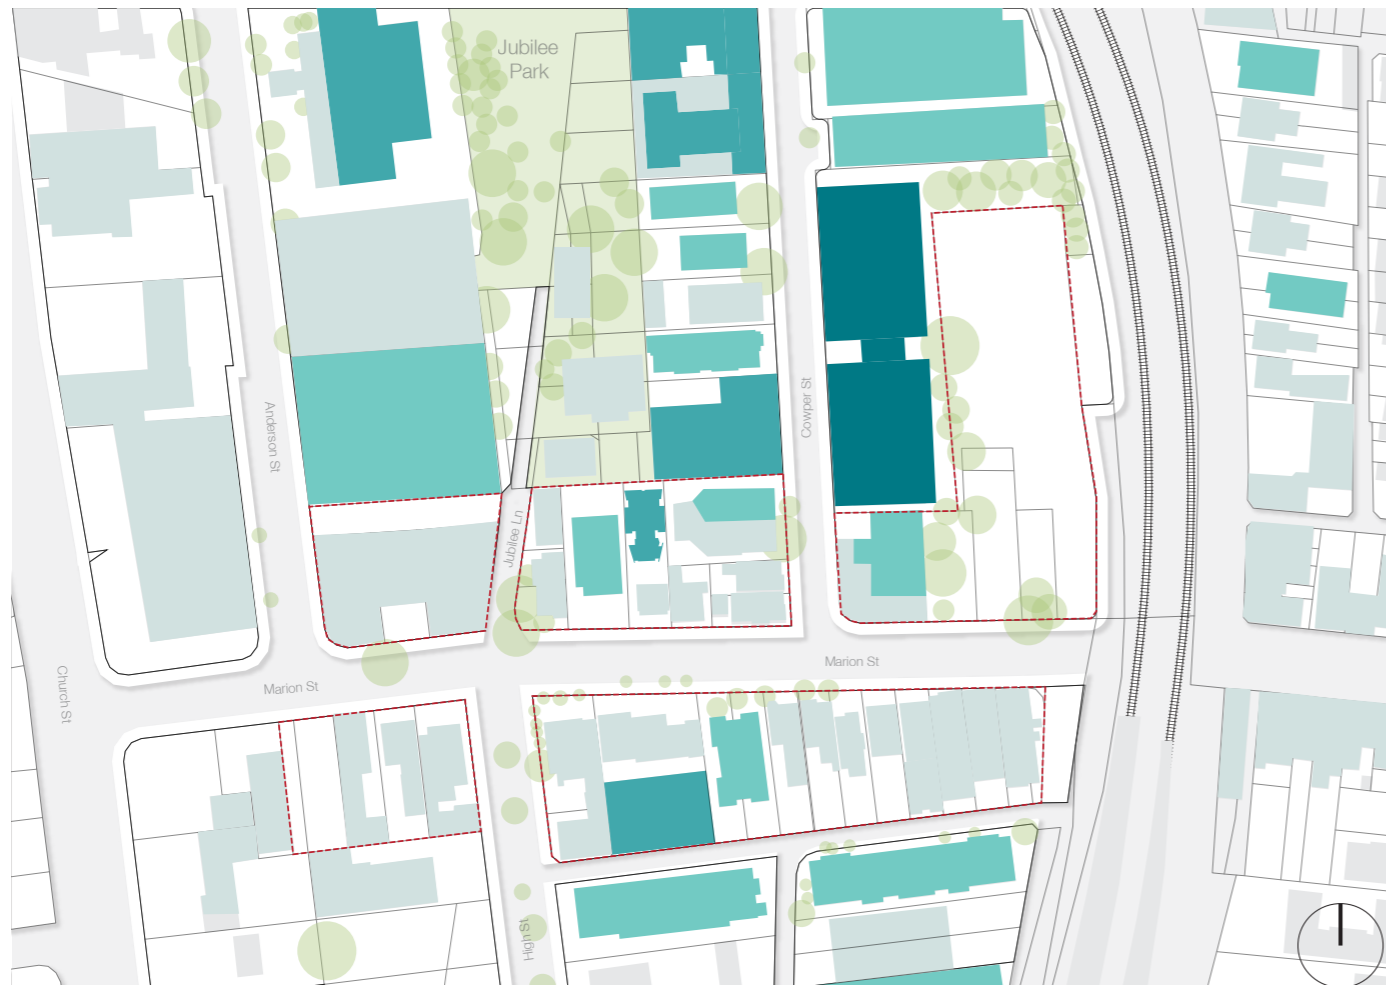 Jubilee
Park
Anderson St
Cowper St
Jubilee Ln
Church St
Marion St
Marion St
High St